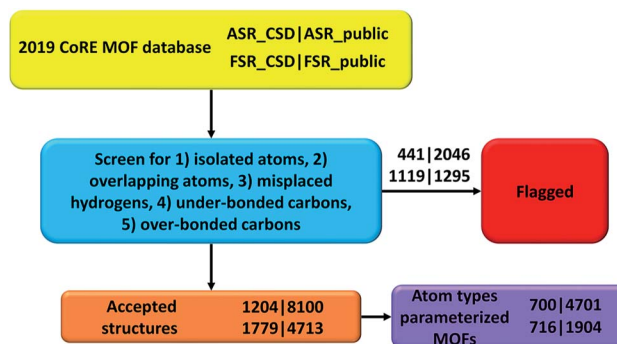 2019 CoRE MOF database
ASR_CSD|ASR_public
FSR_CSD|FSR_public
Screen for 1) isolated atoms, 2)
overlapping atoms, 3) misplaced
hydrogens, 4) under-bonded carbons,
5) over-bonded carbons
441|2046
1119|1295
Flagged
Accepted
structures
1204|8100
1779|4713
Atom types
parameterized
MOFs
700|4701
716|1904